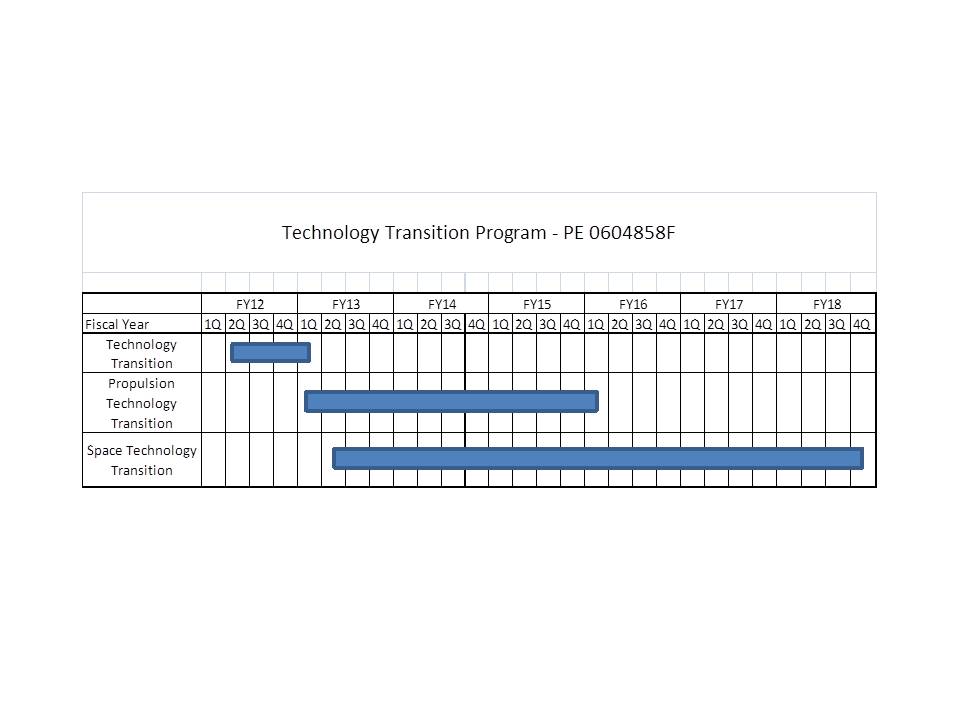 Technology Transition Program - PE 0604858F
FY12 FY13 FY14 FY15 FY16 FY17 FY18
Fiscal Year 1Q 2Q 3Q 4Q 1Q 2Q 3Q 4Q 1Q 2Q 3Q 4Q 1Q 2Q 3Q 4Q 1Q 2Q 3Q 4Q 1Q 2Q 3Q 4Q 1Q 2Q 3Q 4Q
Technology
Transition
Propulsion
Technology
Transition
Space Technology
Transition